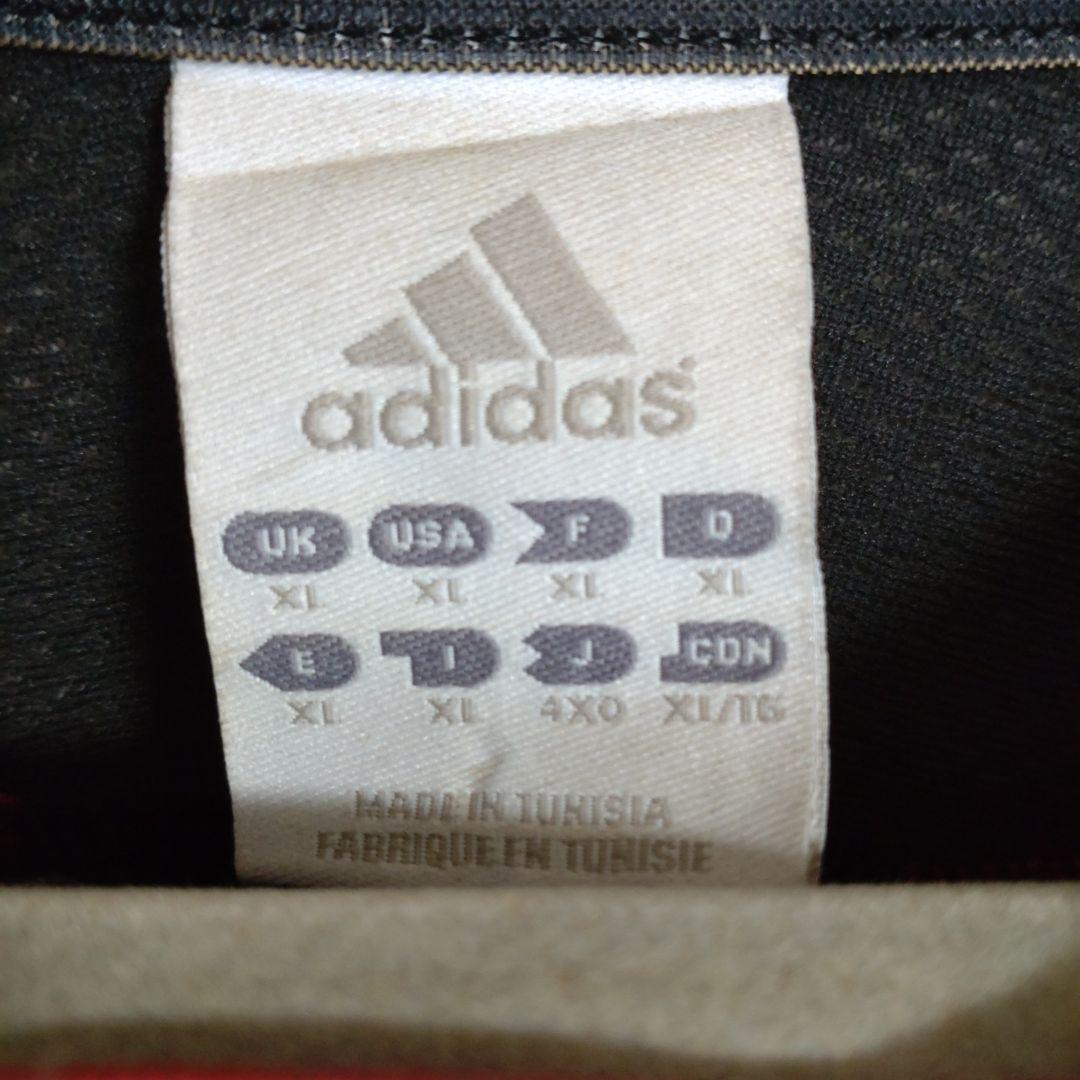 adidas
UK USA F D
XL XL XL XL
E I J CDN
XL XL 4XO XL/TG
MADE IN TUNISIA
FABRIQUE EN TUNISIE